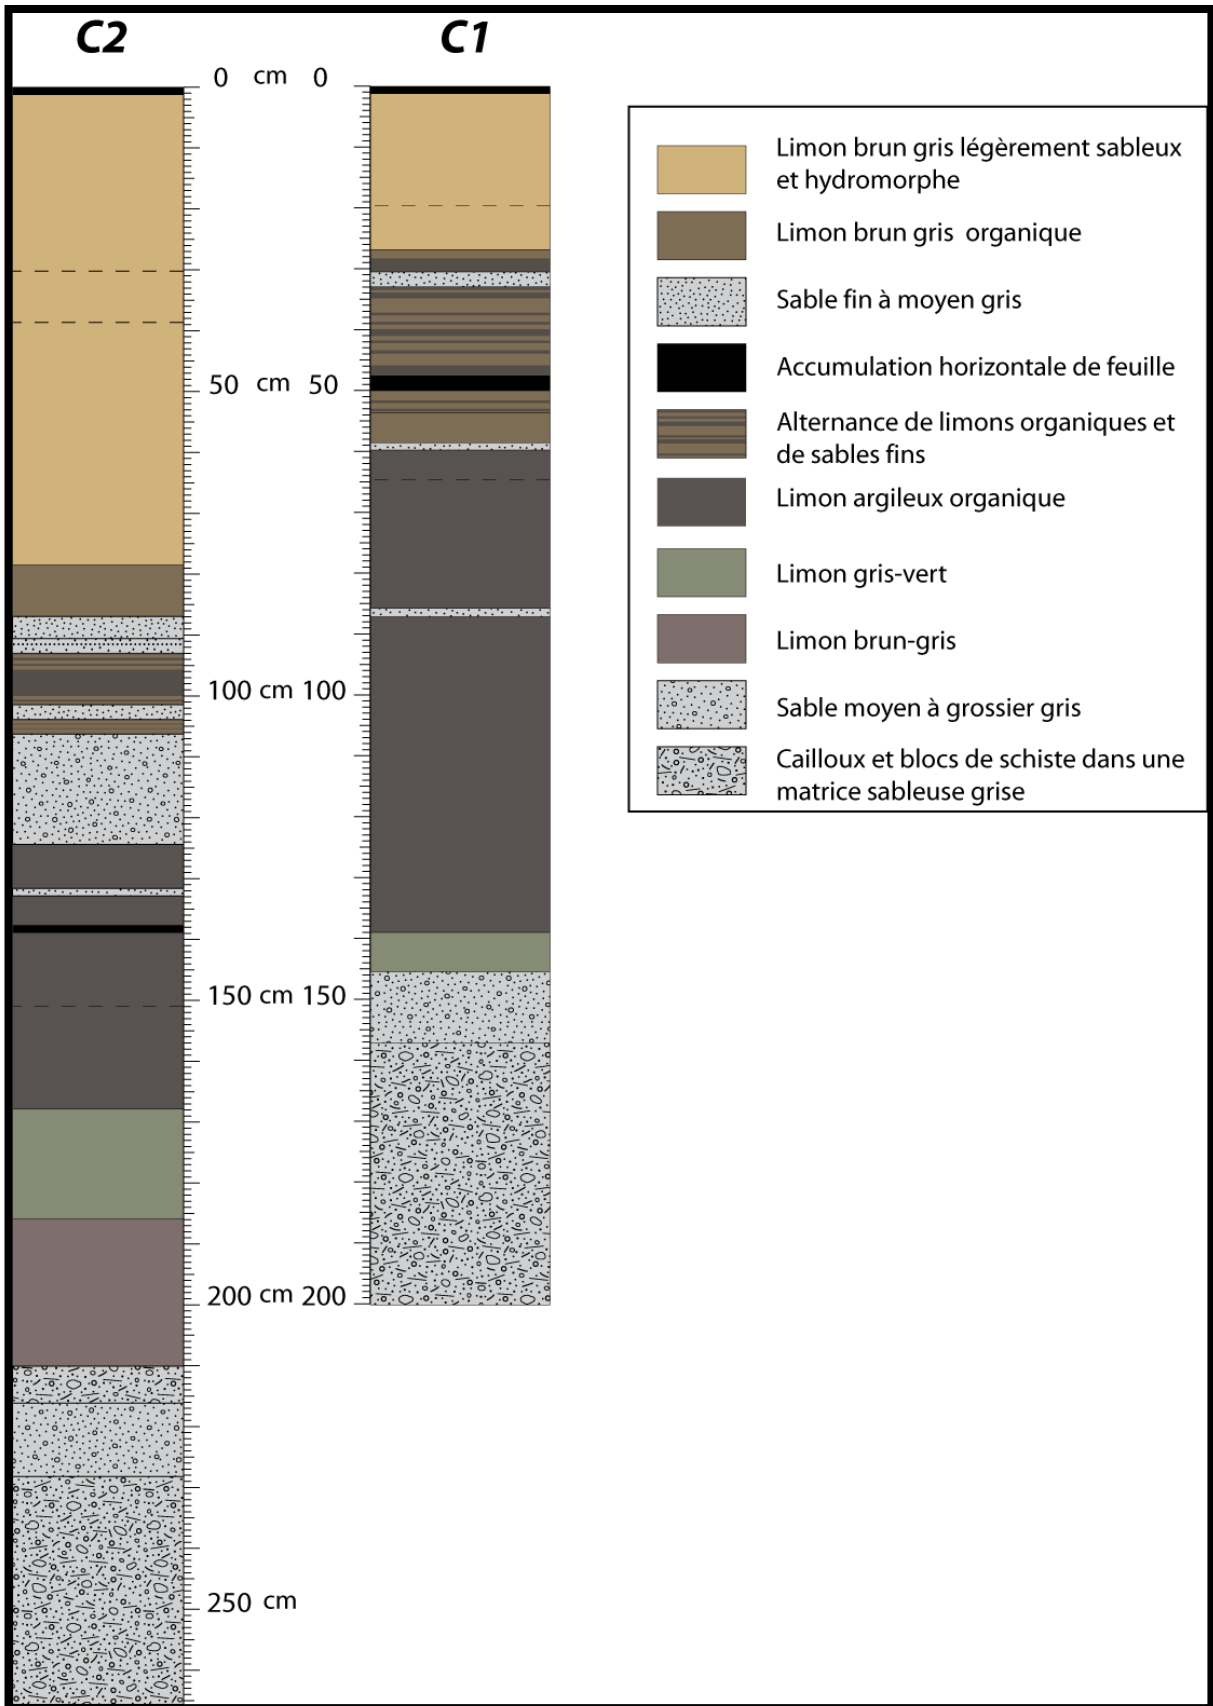 C2 C1
0 cm 0
50 cm 50
100 cm 100
150 cm 150
200 cm 200
250 cm
Limon brun gris légèrement sableux
et hydromorphe
Limon brun gris organique
Sable fin à moyen gris
Accumulation horizontale de feuille
Alternance de limons organiques et
de sables fins
Limon argileux organique
Limon gris-vert
Limon brun-gris
Sable moyen à grossier gris
Cailloux et blocs de schiste dans une
matrice sableuse grise